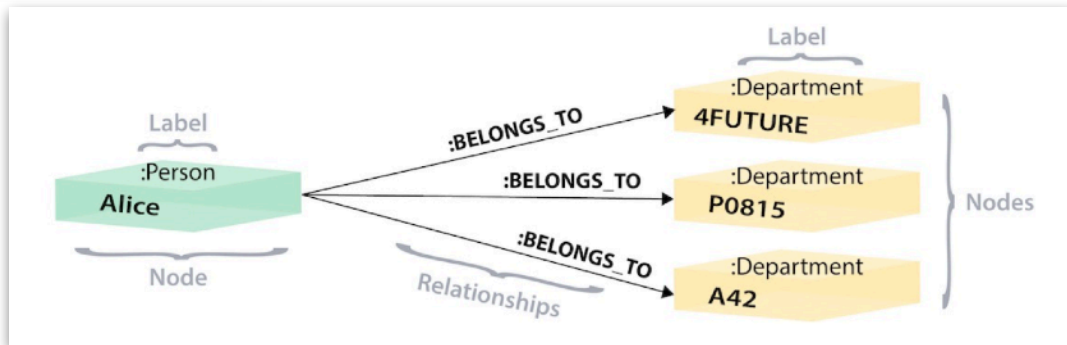 Label
:Person
Alice
Node
:BELONGS_TO
:BELONGS_TO
:BELONGS_TO
Relationships
Label
:Department
4FUTURE
:Department
P0815
:Department
A42
Nodes